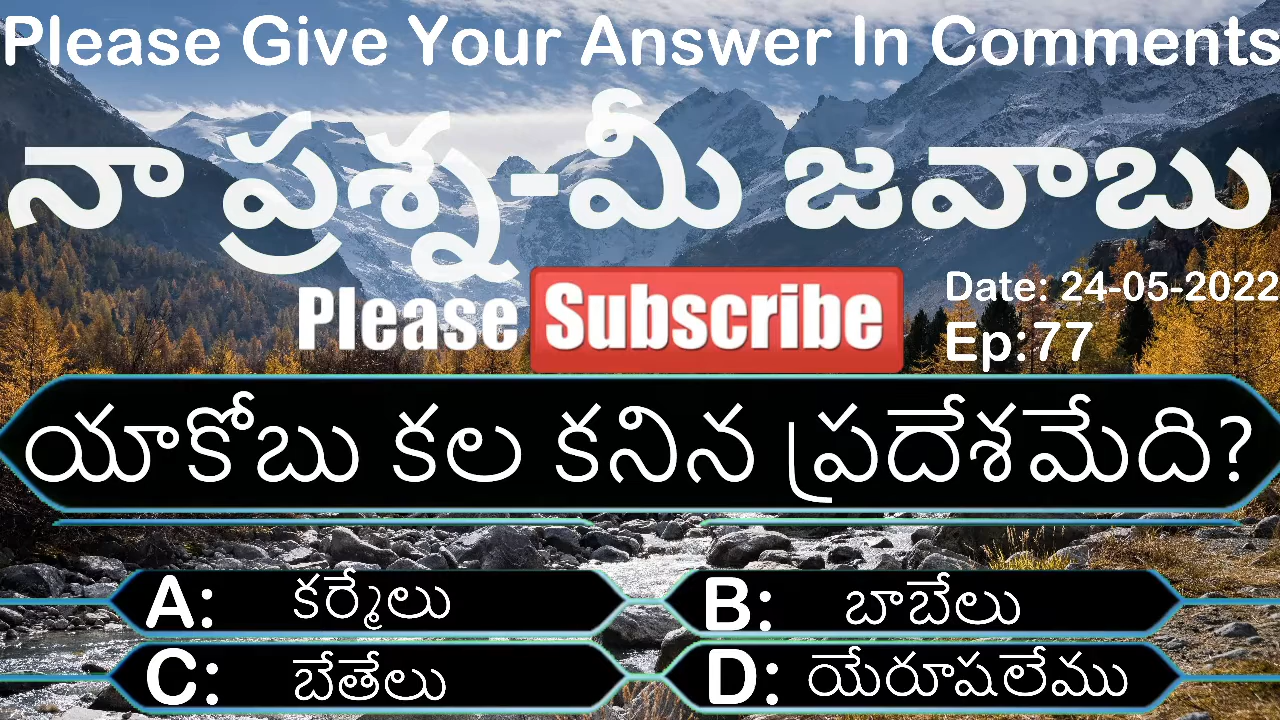 Please Give Your Answer In Comments
నా ప్రశ్న-మీ జవాబు
Please Subscribe
Date: 24-05-2022
Ep:77
యాకోబు కల కనిన ప్రదేశమేది?
A: కర్మేలు
B: బాబేలు
C: బేతేలు
D: యేరూషలేము